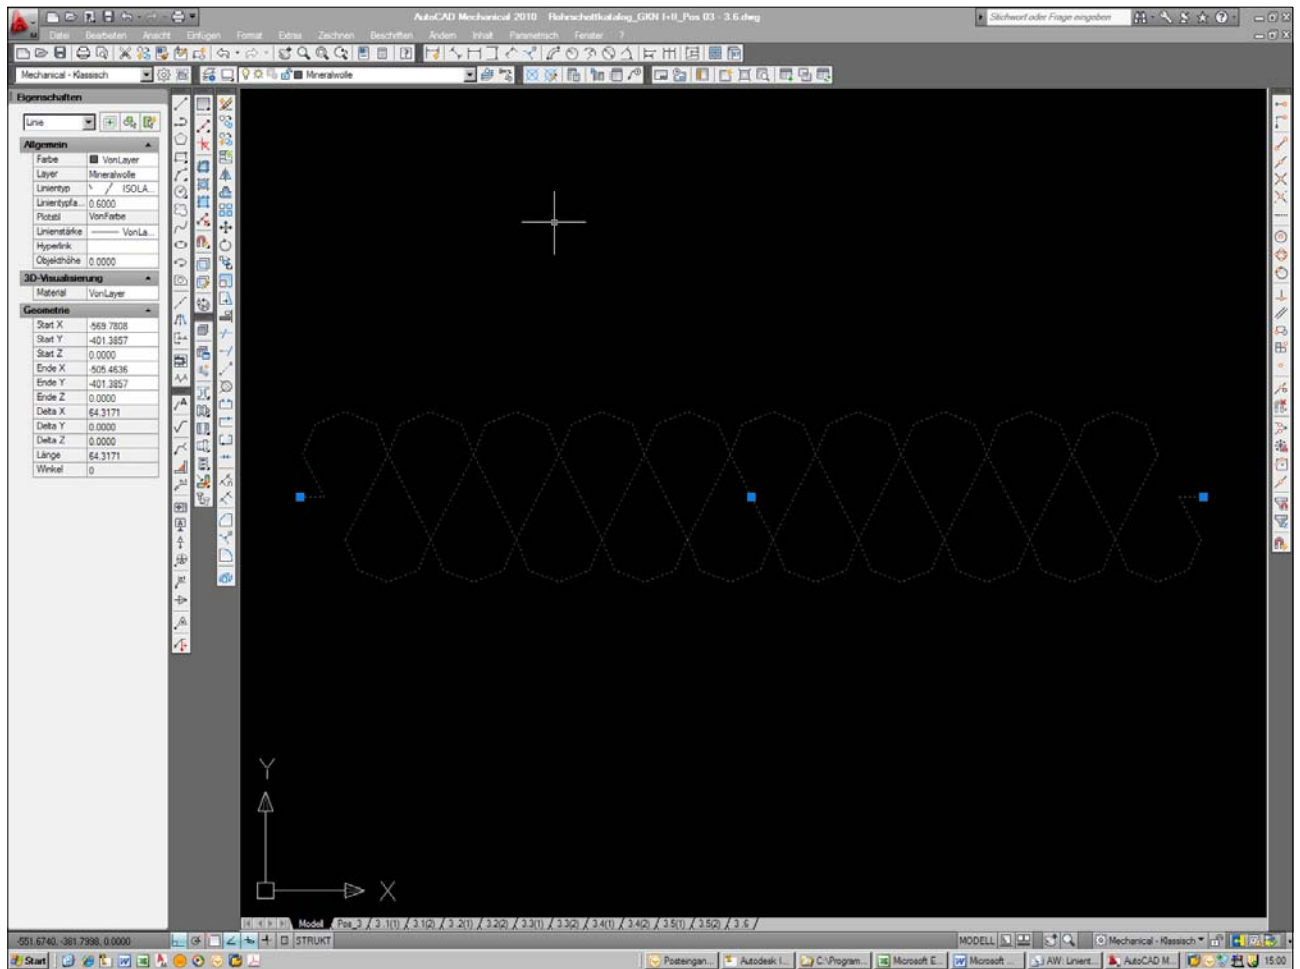 AutoCAD Mechanical 2010 Rohrschottkatalog_GKN I+II_Pos 03 - 3.6.dwg
Stichwort oder Frage eingeben
Datei Bearbeiten Ansicht Einfügen Format Extras Zeichnen Beschriften Ändern Inhalt Parametrisch Fenster ?
Mechanical - Klassisch
Mineralwolle
Eigenschaften
Linie
Allgemein
Farbe VonLayer
Layer Mineralwolle
Linientyp ISOLA...
Linientypfa... 0.6000
Plotstil VonFarbe
Linienstärke VonLa...
Hyperlink
Objekthöhe 0.0000
3D-Visualisierung
Material VonLayer
Geometrie
Start X -569.7808
Start Y -401.3857
Start Z 0.0000
Ende X -505.4636
Ende Y -401.3857
Ende Z 0.0000
Delta X 64.3171
Delta Y 0.0000
Delta Z 0.0000
Länge 64.3171
Winkel 0
Y
X
Modell Pos_3 3.1(1) 3.1(2) 3.2(1) 3.2(2) 3.3(1) 3.3(2) 3.4(1) 3.4(2) 3.5(1) 3.5(2) 3.6
-551.6740, -381.7998, 0.0000
STRUKT
MODELL
Mechanical - Klassisch
Start
Posteingan...
Autodesk I...
C:\Program...
Microsoft E...
Microsoft ...
AW: Linient...
AutoCAD M...
15:00